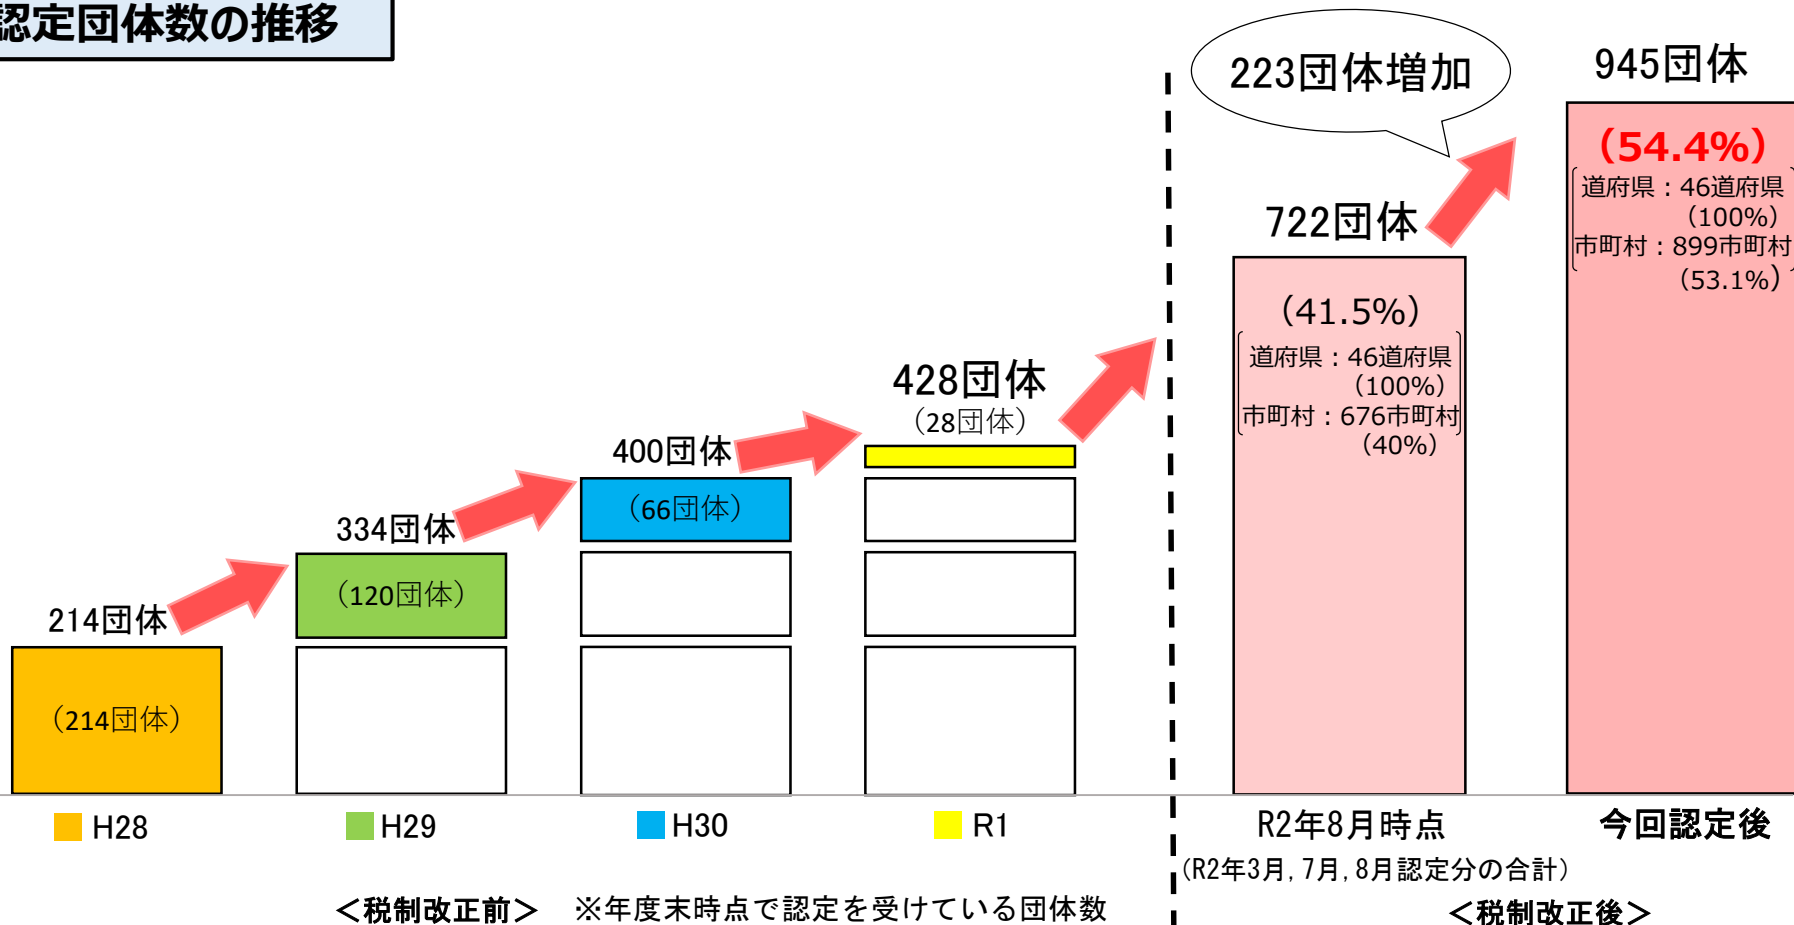 認定団体数の推移
223団体増加
945団体
(54.4%)
道府県：46道府県
(100%)
市町村：899市町村
(53.1%)
722団体
(41.5%)
道府県：46道府県
(100%)
市町村：676市町村
(40%)
428団体
（28団体）
400団体
（66団体）
334団体
（120団体）
214団体
（214団体）
H28
H29
H30
R1
R2年8月時点
(R2年3月,7月,8月認定分の合計)
今回認定後
＜税制改正前＞ ※年度末時点で認定を受けている団体数
＜税制改正後＞